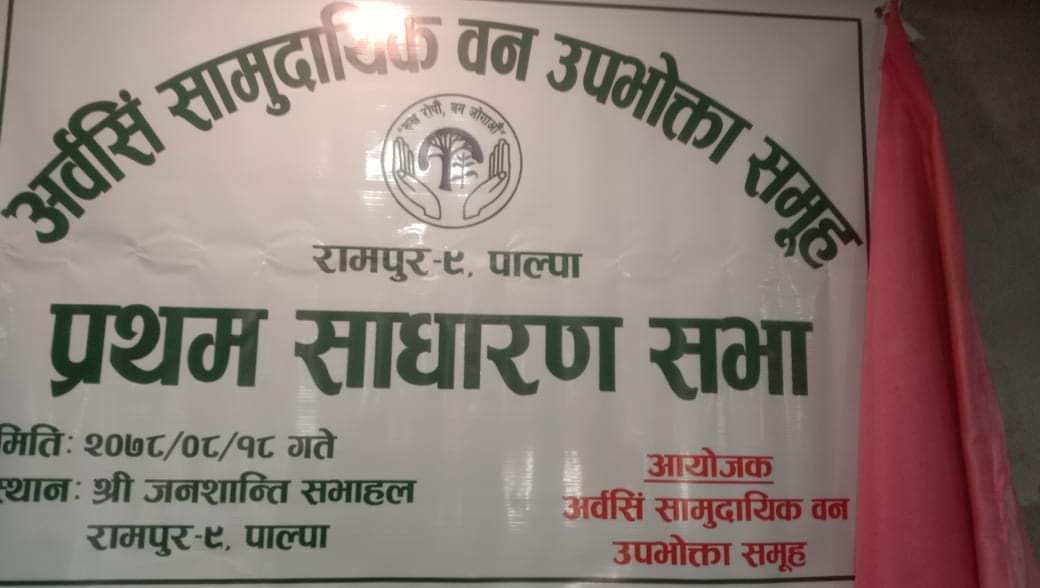 अर्वसिं सामुदायिक वन उपभोक्ता समूह
"रूख रोपौं, वन जोगाऔं"
रामपुर-९, पाल्पा
प्रथम साधारण सभा
मिति: २०७८/०८/१८ गते
स्थान: श्री जनशान्ति सभाहल
रामपुर-९, पाल्पा
आयोजक
अर्वसिं सामुदायिक वन
उपभोक्ता समूह